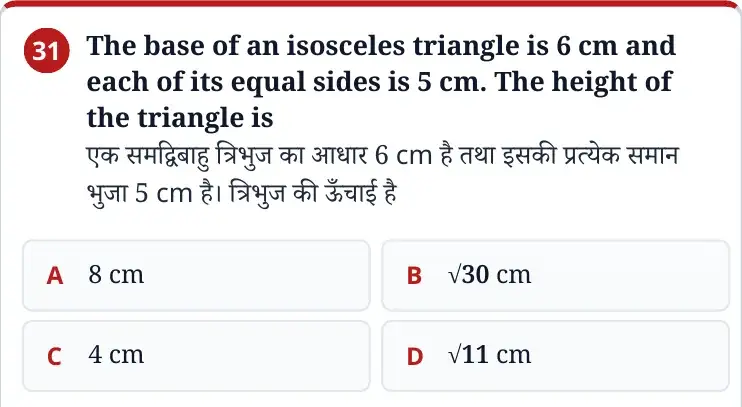 31 The base of an isosceles triangle is 6 cm and
each of its equal sides is 5 cm. The height of
the triangle is
एक समद्विबाहु त्रिभुज का आधार 6 cm है तथा इसकी प्रत्येक समान
भुजा 5 cm है। त्रिभुज की ऊँचाई है
A 8 cm
B √30 cm
C 4 cm
D √11 cm